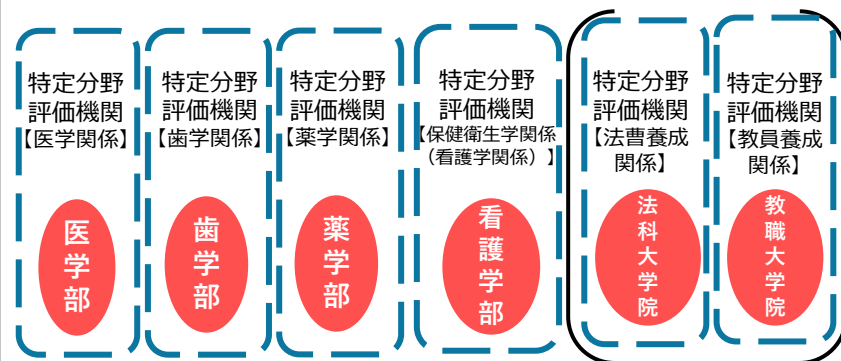 特定分野
評価機関
【医学関係】
医学部
特定分野
評価機関
【歯学関係】
歯学部
特定分野
評価機関
【薬学関係】
薬学部
特定分野
評価機関
【保健衛生学関係
（看護学関係）】
看護学部
特定分野
評価機関
【法曹養成
関係】
法科大学院
特定分野
評価機関
【教員養成
関係】
教職大学院